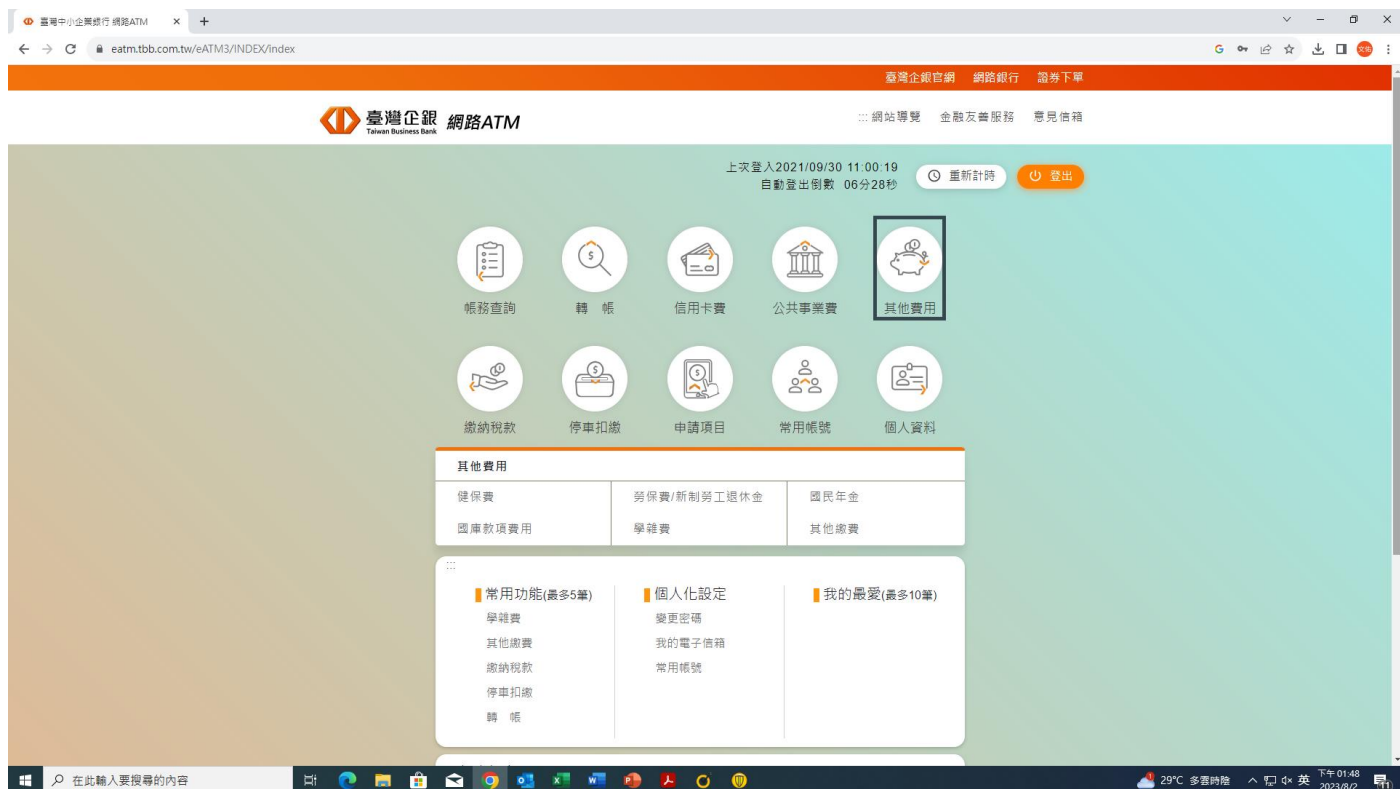 臺灣中小企業銀行 網路ATM
eatm.tbb.com.tw/eATM3/INDEX/index
文佑
臺灣企銀官網 網路銀行 證券下單
臺灣企銀 網路ATM
Taiwan Business Bank
::: 網站導覽 金融友善服務 意見信箱
上次登入2021/09/30 11:00:19
自動登出倒數 06分28秒
重新計時
登出
帳務查詢 轉 帳 信用卡費 公共事業費 其他費用
繳納稅款 停車扣繳 申請項目 常用帳號 個人資料
其他費用
健保費 勞保費/新制勞工退休金 國民年金
國庫款項費用 學雜費 其他繳費
:::
常用功能(最多5筆) 個人化設定 我的最愛(最多10筆)
學雜費 變更密碼
其他繳費 我的電子信箱
繳納稅款 常用帳號
停車扣繳
轉 帳
在此輸入要搜尋的內容
29°C 多雲時陰
英
下午 01:48
2023/8/2